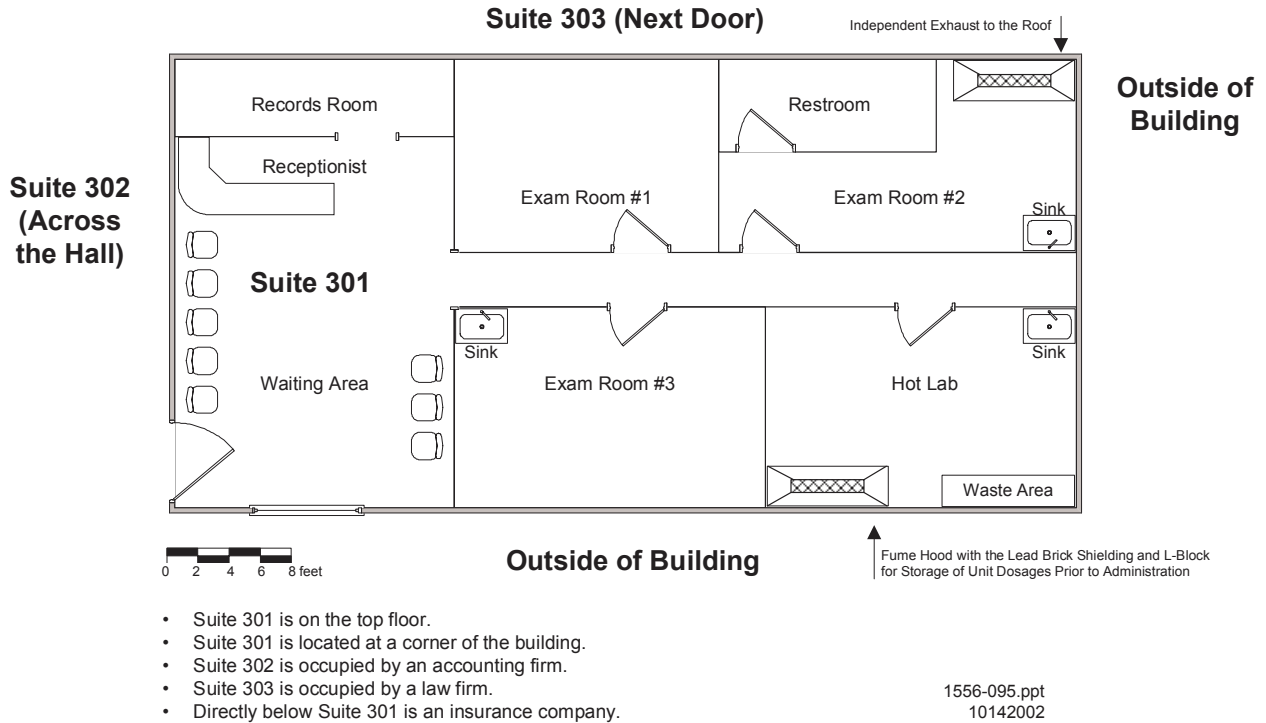 Suite 303 (Next Door)
Independent Exhaust to the Roof
Outside of
Building
Records Room
Restroom
Receptionist
Suite 302
(Across
the Hall)
Exam Room #1
Exam Room #2
Sink
Suite 301
Sink
Sink
Waiting Area
Exam Room #3
Hot Lab
Waste Area
Outside of Building
Fume Hood with the Lead Brick Shielding and L-Block
for Storage of Unit Dosages Prior to Administration
0 2 4 6 8 feet
• Suite 301 is on the top floor.
• Suite 301 is located at a corner of the building.
• Suite 302 is occupied by an accounting firm.
• Suite 303 is occupied by a law firm.
• Directly below Suite 301 is an insurance company.
1556-095.ppt
10142002